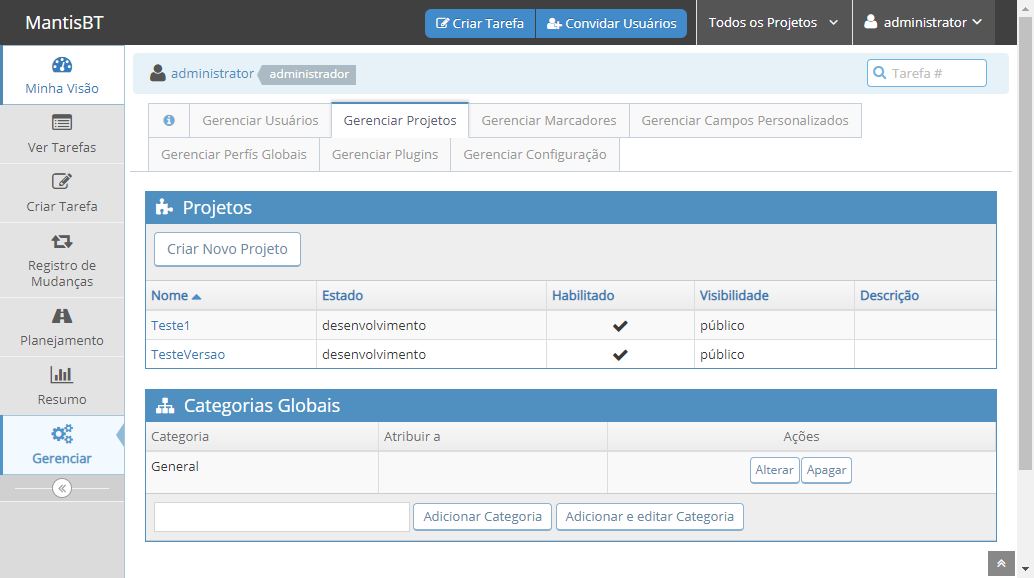 MantisBT
Criar Tarefa
Convidar Usuários
Todos os Projetos
administrator
Minha Visão
Ver Tarefas
Criar Tarefa
Registro de
Mudanças
Planejamento
Resumo
Gerenciar
administrator administrador
Tarefa #
Gerenciar Usuários Gerenciar Projetos Gerenciar Marcadores Gerenciar Campos Personalizados
Gerenciar Perfís Globais Gerenciar Plugins Gerenciar Configuração
Projetos
Criar Novo Projeto
Nome Estado Habilitado Visibilidade Descrição
Teste1 desenvolvimento público
TesteVersao desenvolvimento público
Categorias Globais
Categoria Atribuir a Ações
General Alterar Apagar
Adicionar Categoria Adicionar e editar Categoria